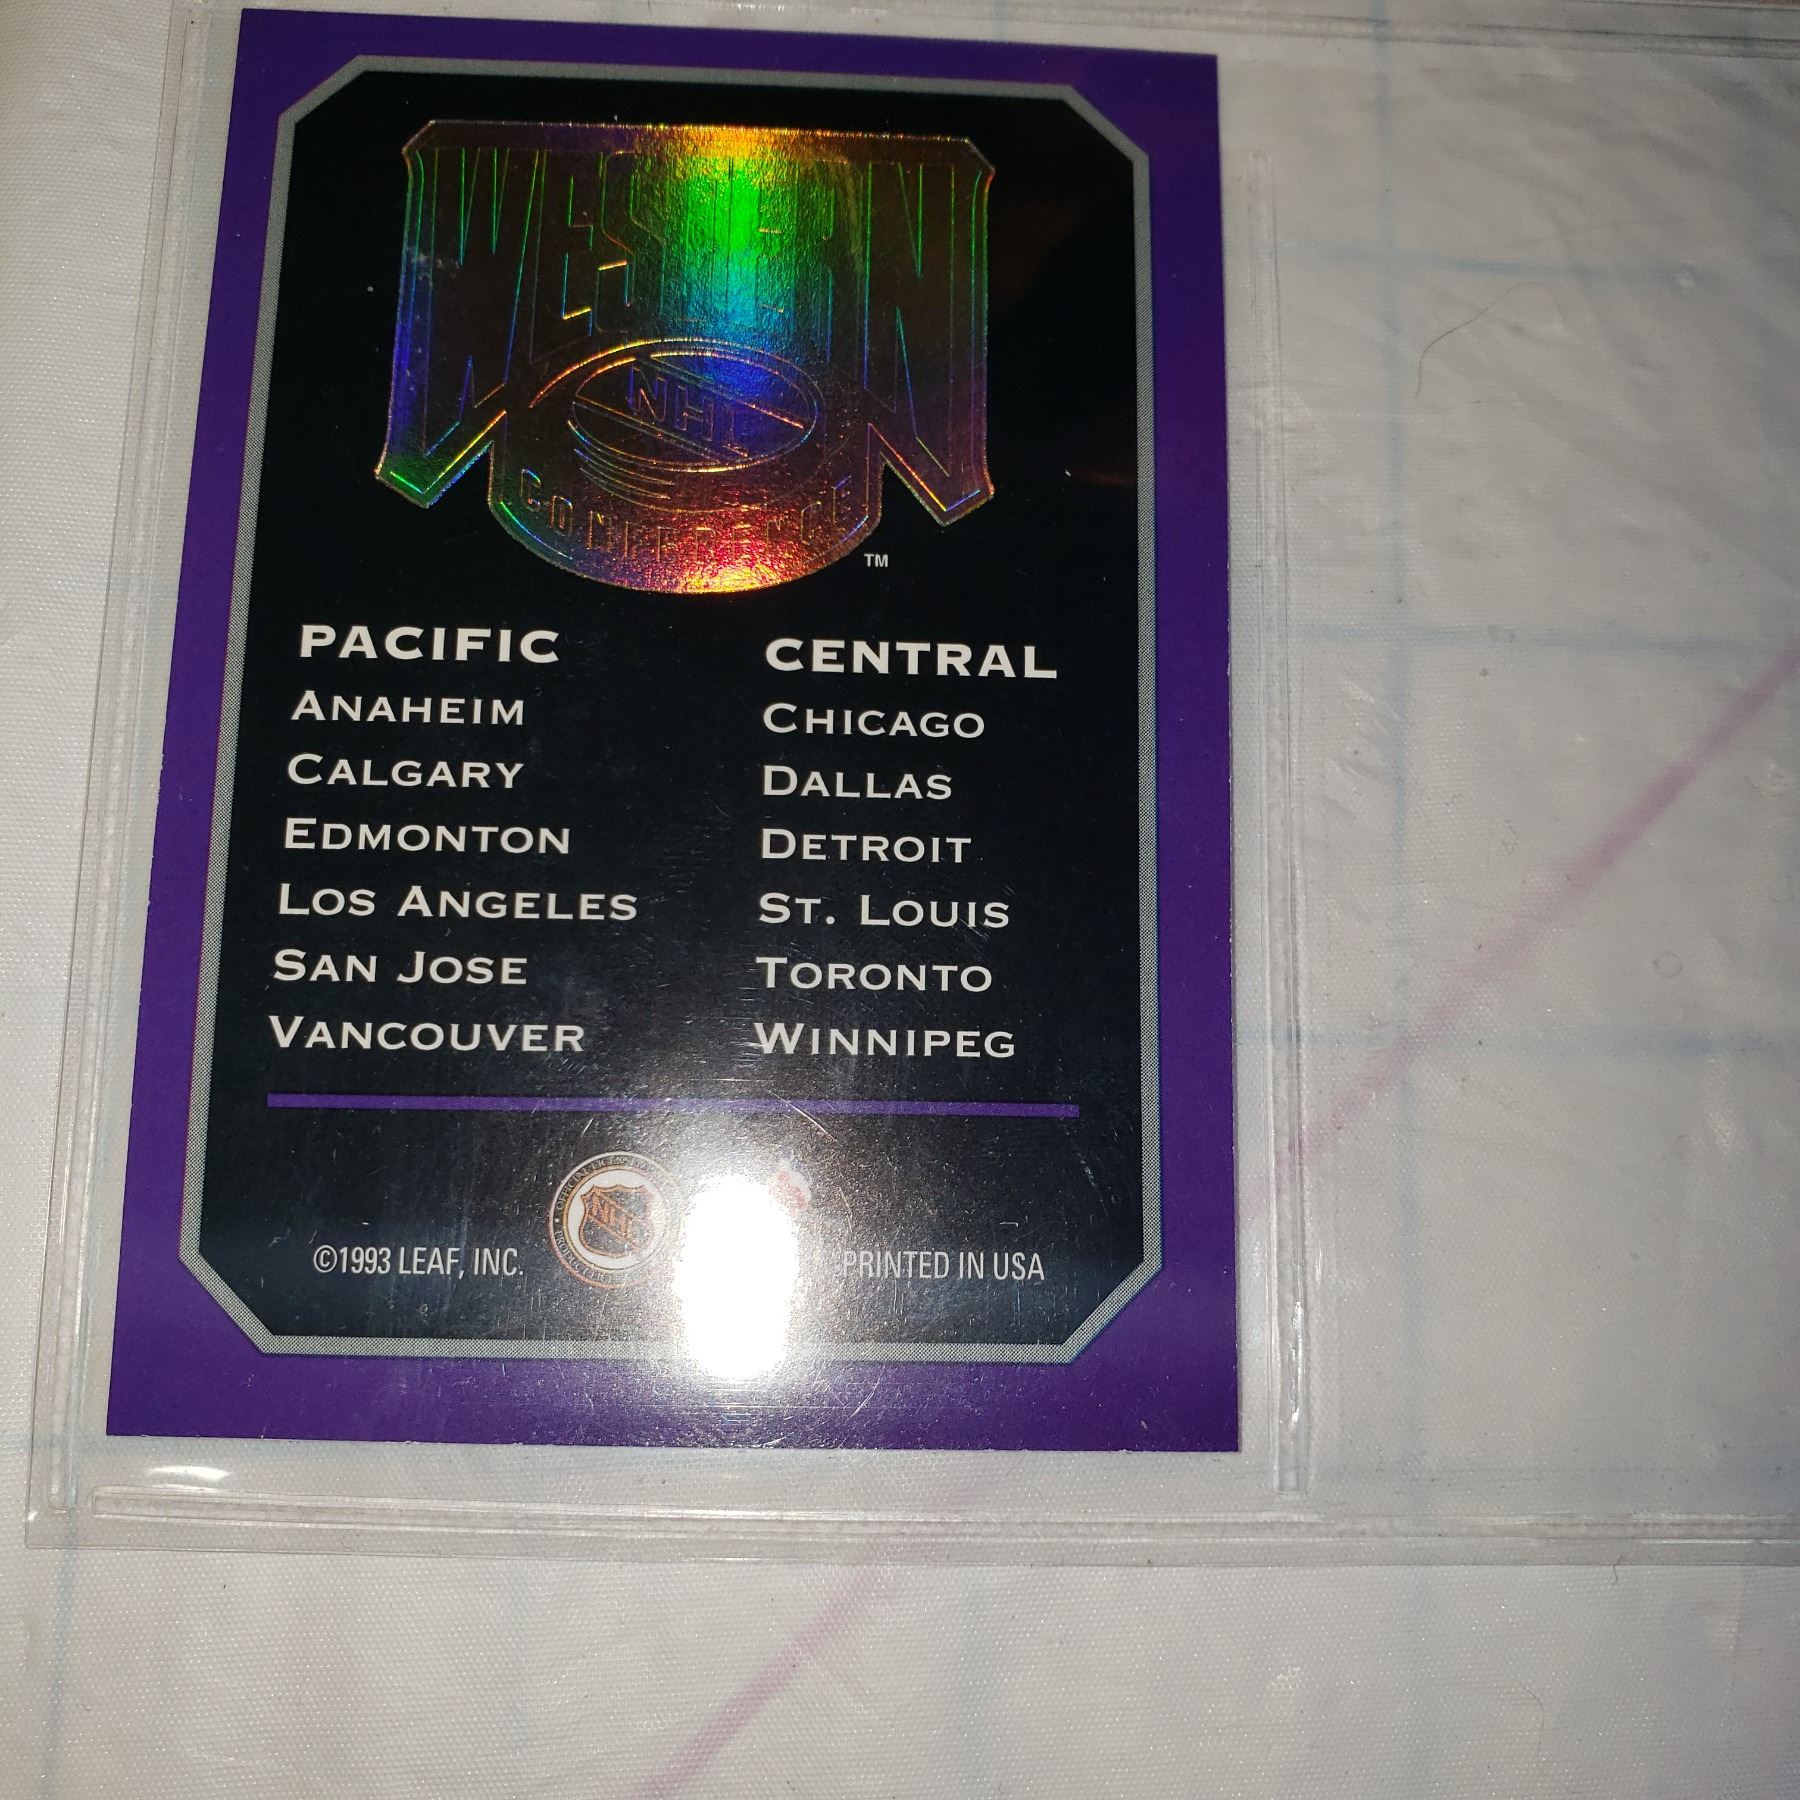 WESTERN
NHL
CONFERENCE
TM
PACIFIC
ANAHEIM
CALGARY
EDMONTON
LOS ANGELES
SAN JOSE
VANCOUVER
CENTRAL
CHICAGO
DALLAS
DETROIT
ST. LOUIS
TORONTO
WINNIPEG
©1993 LEAF, INC.
NHL
PRINTED IN USA